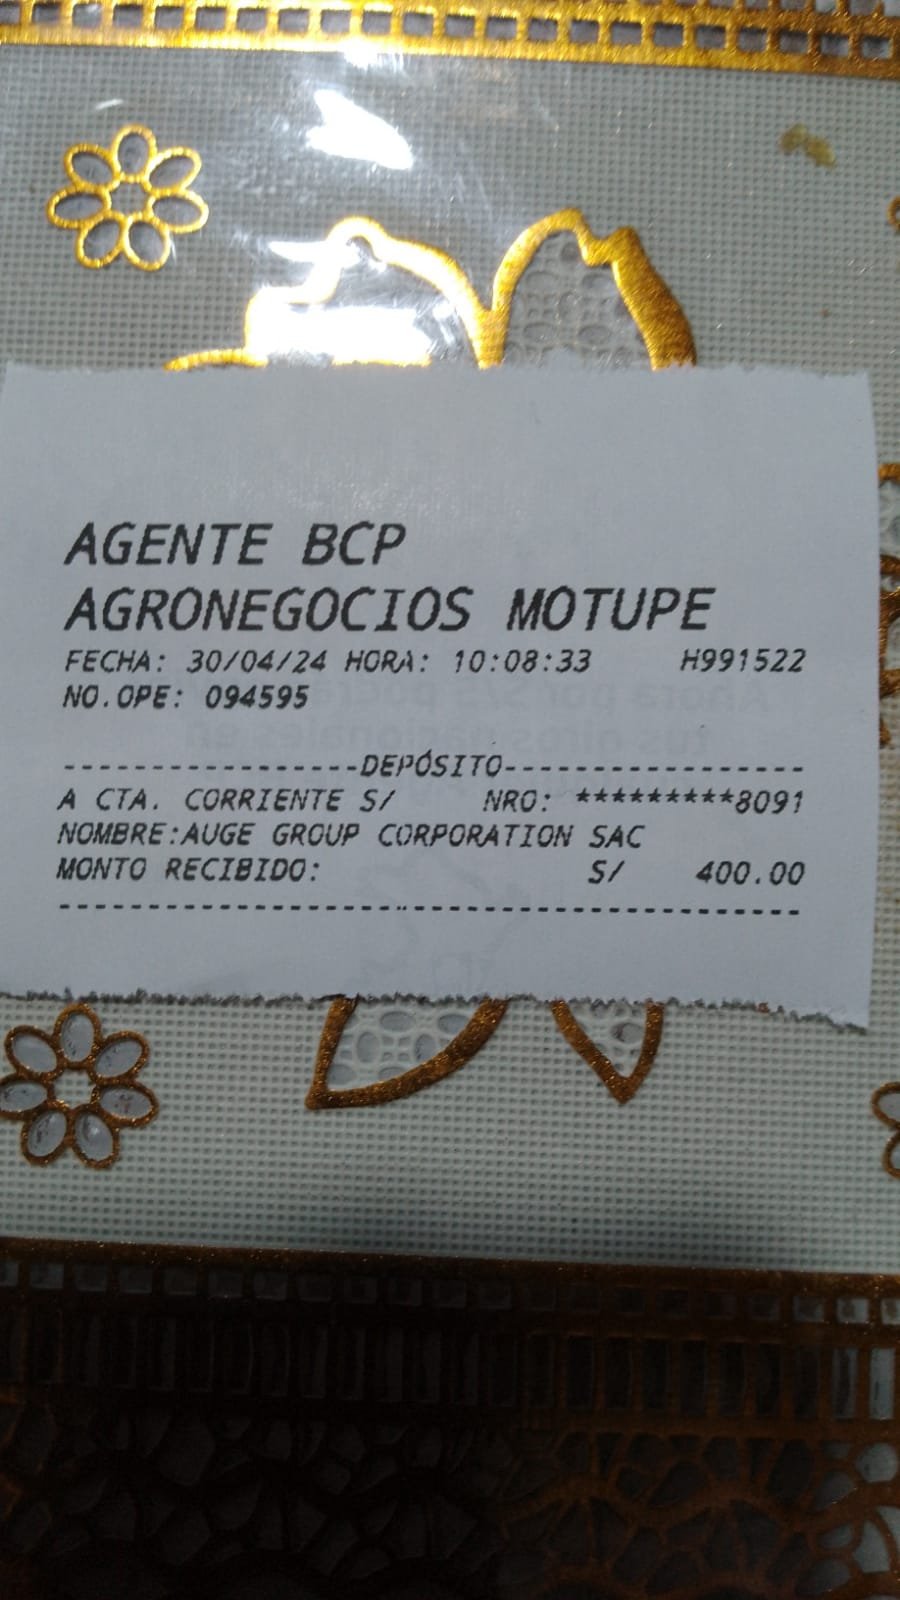 AGENTE BCP
AGRONEGOCIOS MOTUPE
FECHA: 30/04/24 HORA: 10:08:33 H991522
NO.OPE: 094595
-----------------DEPÓSITO-----------------
A CTA. CORRIENTE S/ NRO: *********8091
NOMBRE:AUGE GROUP CORPORATION SAC
MONTO RECIBIDO: S/ 400.00
------------------------------------------